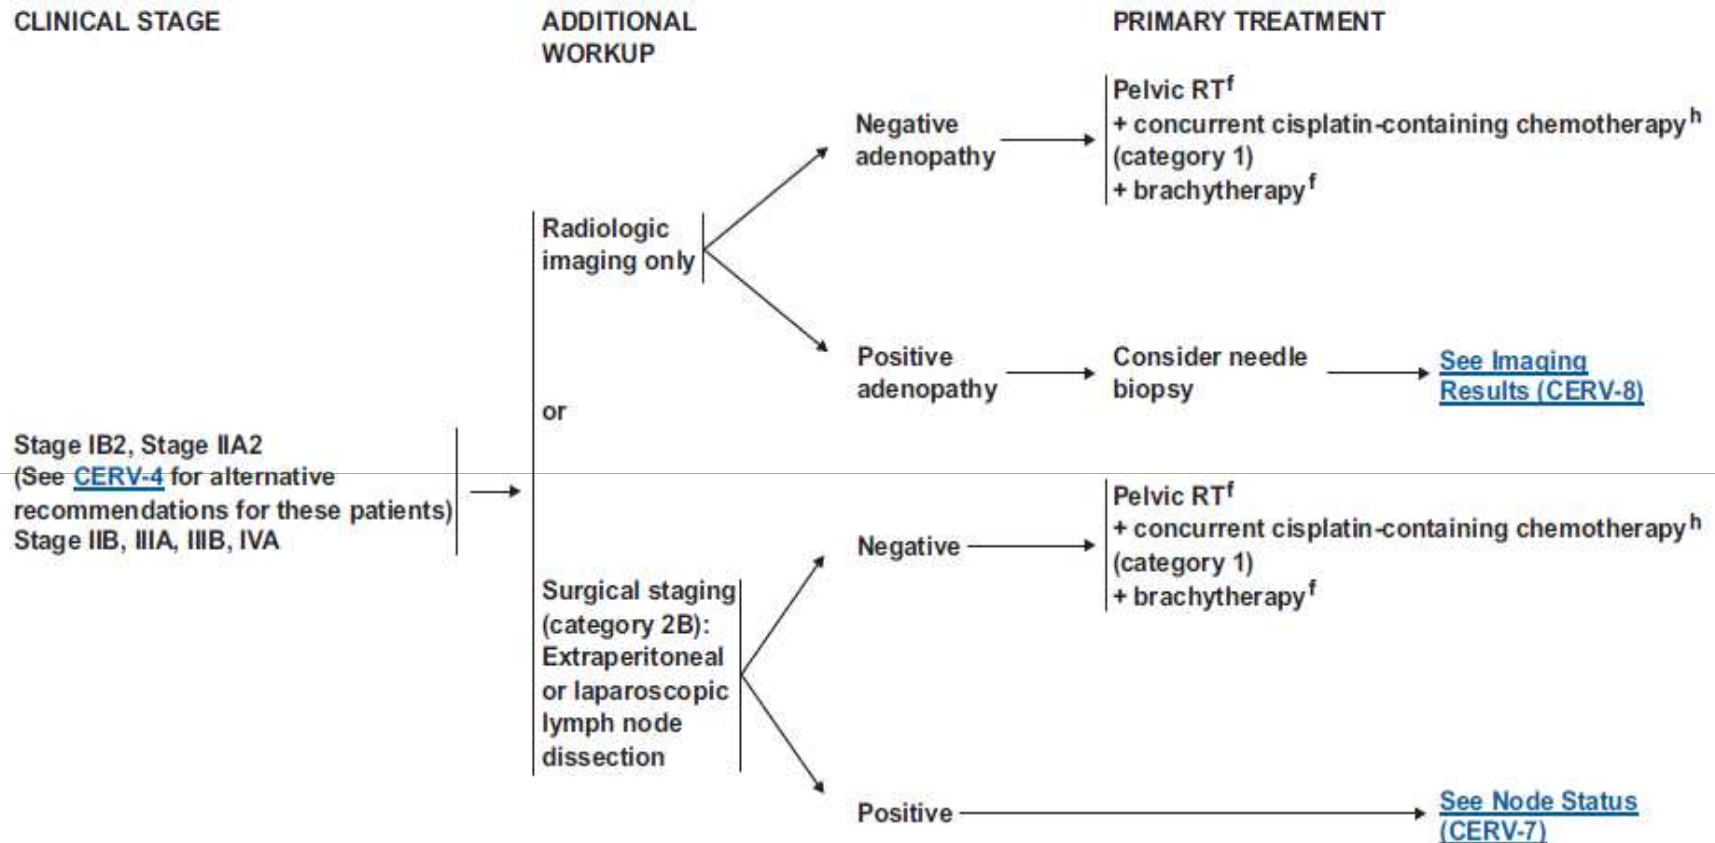 CLINICAL STAGE
ADDITIONAL
WORKUP
PRIMARY TREATMENT
Pelvic RTf
+ concurrent cisplatin-containing chemotherapyh
(category 1)
+ brachytherapyf
Negative
adenopathy
Radiologic
imaging only
Positive
adenopathy
Consider needle
biopsy
See Imaging
Results (CERV-8)
or
Stage IB2, Stage IIA2
(See CERV-4 for alternative
recommendations for these patients)
Stage IIB, IIIA, IIIB, IVA
Pelvic RTf
+ concurrent cisplatin-containing chemotherapyh
(category 1)
+ brachytherapyf
Negative
Surgical staging
(category 2B):
Extraperitoneal
or laparoscopic
lymph node
dissection
Positive
See Node Status
(CERV-7)